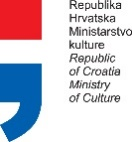 Republika
Hrvatska
Ministarstvo
kulture
Republic
of Croatia
Ministry
of Culture